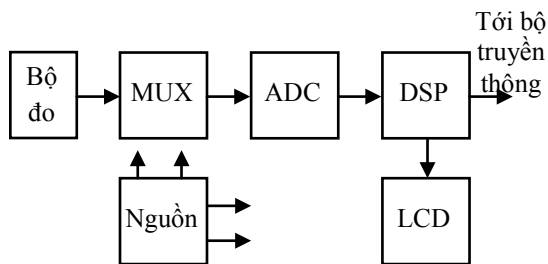 Tới bộ
truyền
thông
Bộ
đo
MUX
ADC
DSP
Nguồn
LCD